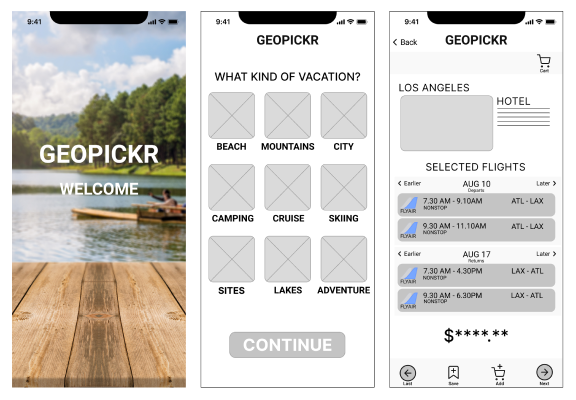 9:41
GEOPICKR
WELCOME
9:41
GEOPICKR
WHAT KIND OF VACATION?
BEACH MOUNTAINS CITY
CAMPING CRUISE SKIING
SITES LAKES ADVENTURE
CONTINUE
9:41
Back GEOPICKR
Cart
LOS ANGELES
HOTEL
SELECTED FLIGHTS
Earlier AUG 10 Later
Departs
7.30 AM - 9.10AM ATL - LAX
NONSTOP
FLYAIR
9.30 AM - 11.10AM ATL - LAX
NONSTOP
FLYAIR
Earlier AUG 17 Later
Returns
7.30 AM - 4.30PM LAX - ATL
NONSTOP
FLYAIR
9.30 AM - 6.30PM LAX - ATL
NONSTOP
FLYAIR
$****.**
Last Save Add Next